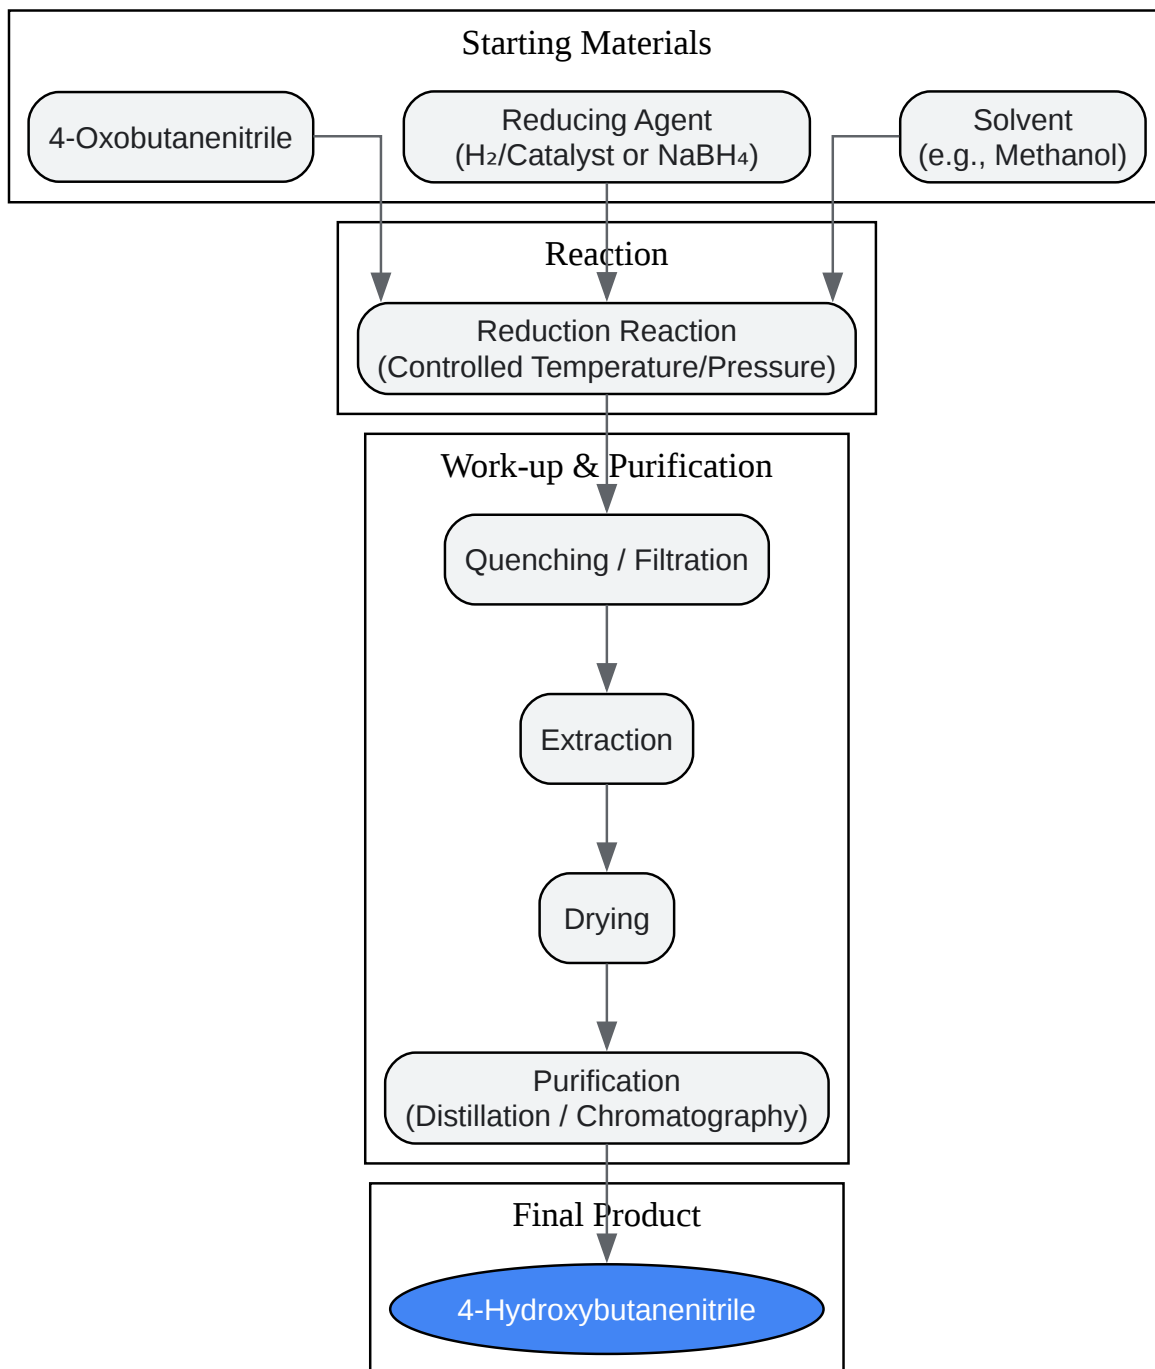 Starting Materials
4-Oxobutanenitrile
Reducing Agent
(H₂/Catalyst or NaBH₄)
Solvent
(e.g., Methanol)
Reaction
Reduction Reaction
(Controlled Temperature/Pressure)
Work-up & Purification
Quenching / Filtration
Extraction
Drying
Purification
(Distillation / Chromatography)
Final Product
4-Hydroxybutanenitrile